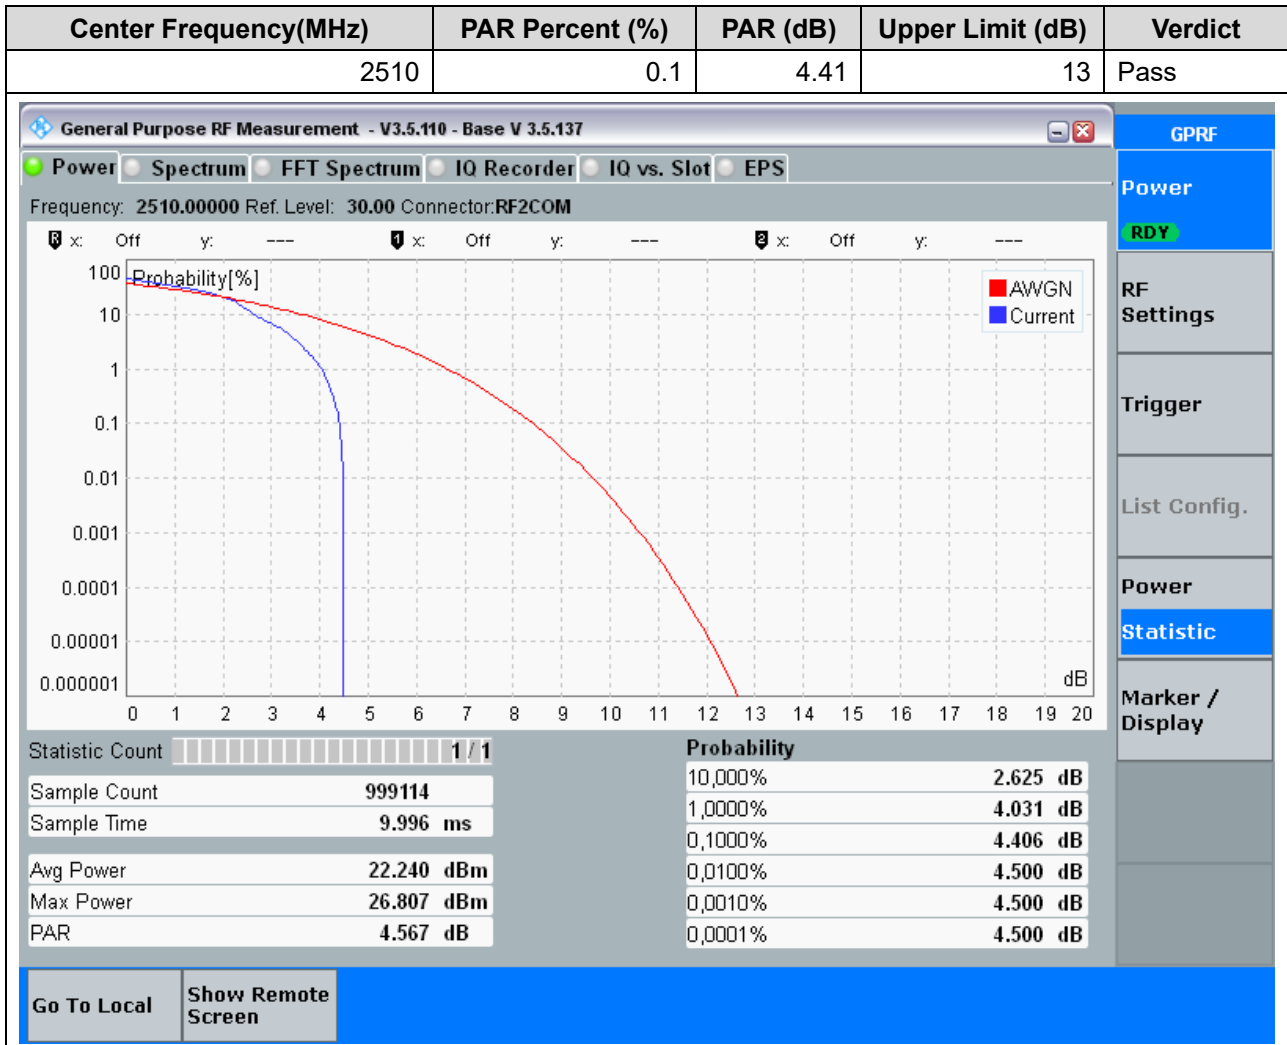 Center Frequency(MHz) PAR Percent (%) PAR (dB) Upper Limit (dB) Verdict
2510 0.1 4.41 13 Pass
General Purpose RF Measurement - V3.5.110 - Base V 3.5.137
GPRF
Power Spectrum FFT Spectrum IQ Recorder IQ vs. Slot EPS
Power
RDY
Frequency: 2510.00000 Ref. Level: 30.00 Connector:RF2COM
R x: Off y: --- 1 x: Off y: --- 2 x: Off y: ---
100 Probability[%]
AWGN
Current
10
1
0.1
0.01
0.001
0.0001
0.00001
0.000001
dB
0 1 2 3 4 5 6 7 8 9 10 11 12 13 14 15 16 17 18 19 20
RF
Settings
Trigger
List Config.
Power
Statistic
Marker /
Display
Statistic Count 1 / 1
Sample Count 999114
Sample Time 9.996 ms
Avg Power 22.240 dBm
Max Power 26.807 dBm
PAR 4.567 dB
Probability
10,000% 2.625 dB
1,0000% 4.031 dB
0,1000% 4.406 dB
0,0100% 4.500 dB
0,0010% 4.500 dB
0,0001% 4.500 dB
Go To Local
Show Remote
Screen